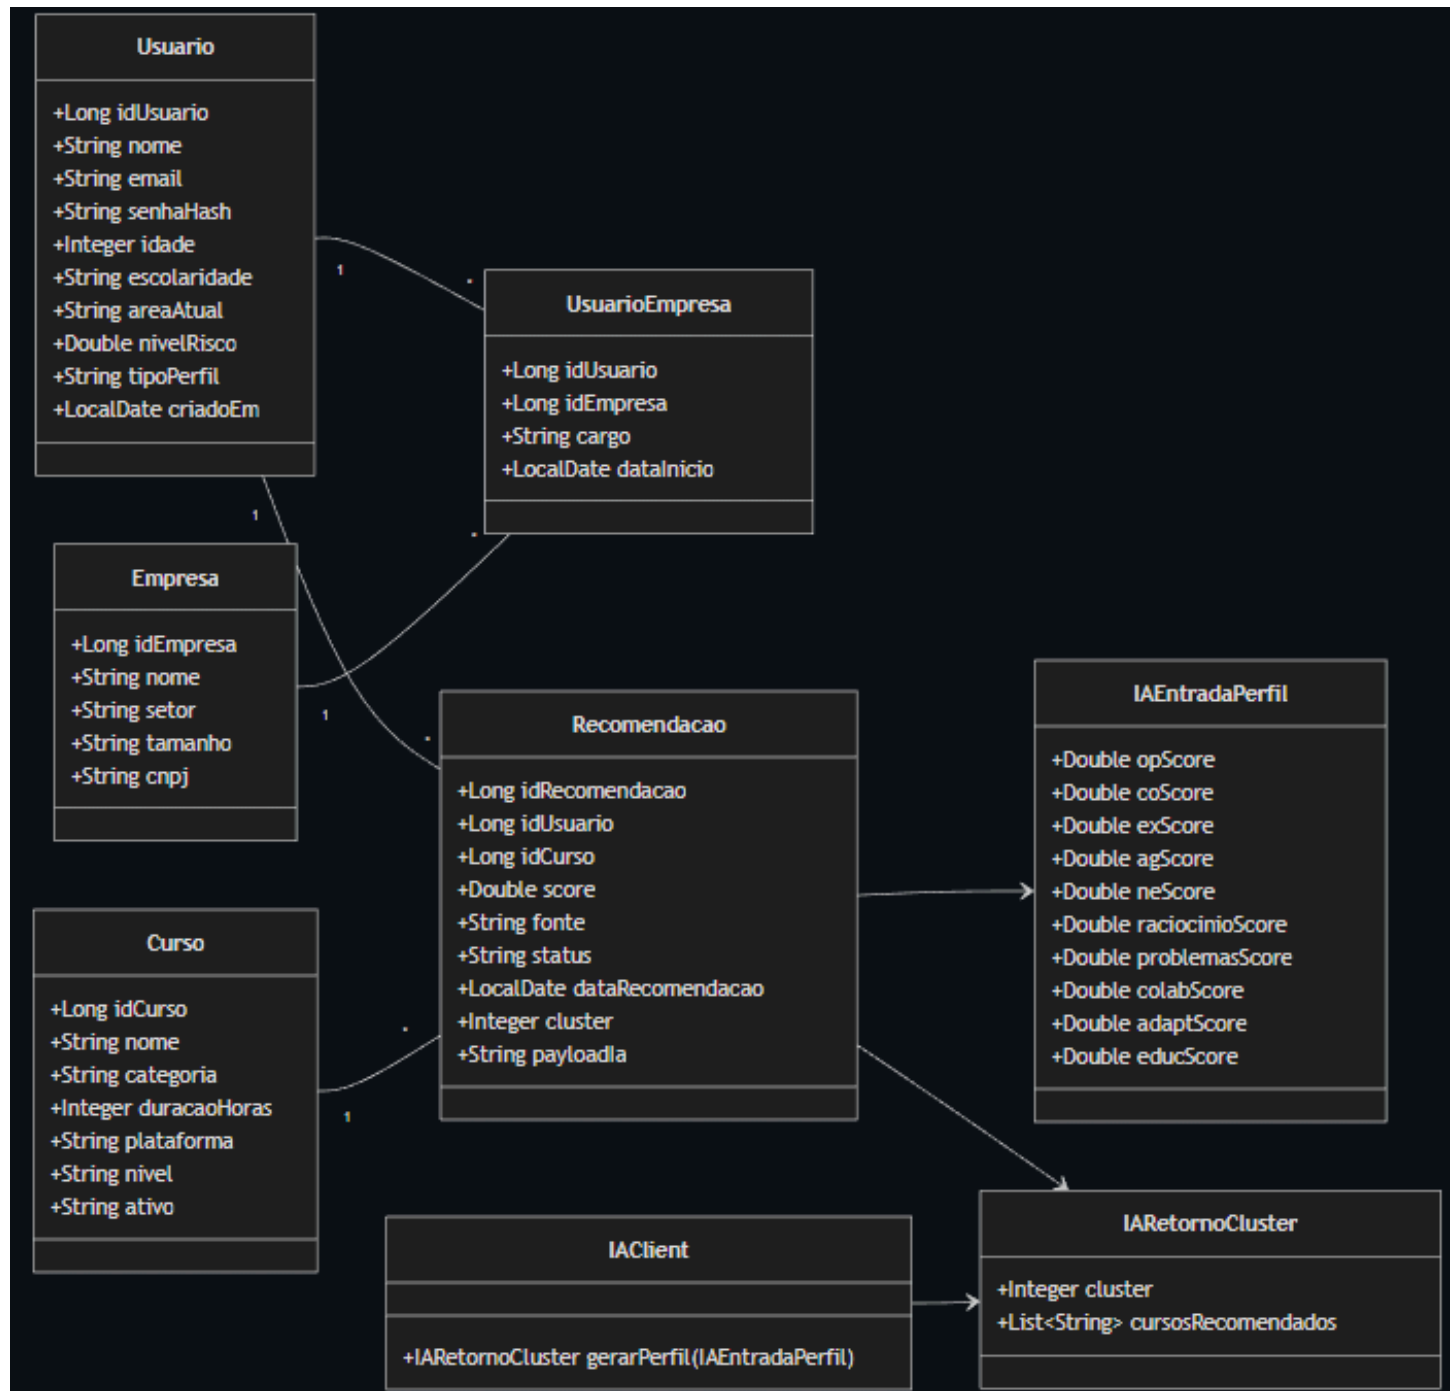 Usuario
+Long idUsuario
+String nome
+String email
+String senhaHash
+Integer idade
+String escolaridade
+String areaAtual
+Double nivelRisco
+String tipoPerfil
+LocalDate criadoEm
1
*
UsuarioEmpresa
+Long idUsuario
+Long idEmpresa
+String cargo
+LocalDate dataInicio
1
*
Empresa
+Long idEmpresa
+String nome
+String setor
+String tamanho
+String cnpj
1
*
Recomendacao
+Long idRecomendacao
+Long idUsuario
+Long idCurso
+Double score
+String fonte
+String status
+LocalDate dataRecomendacao
+Integer cluster
+String payloadIa
IAEntradaPerfil
+Double opScore
+Double coScore
+Double exScore
+Double agScore
+Double neScore
+Double raciocinioScore
+Double problemasScore
+Double colabScore
+Double adaptScore
+Double educScore
Curso
+Long idCurso
+String nome
+String categoria
+Integer duracaoHoras
+String plataforma
+String nivel
+String ativo
*
1
IAClient
+IARetornoCluster gerarPerfil(IAEntradaPerfil)
IARetornoCluster
+Integer cluster
+List<String> cursosRecomendados